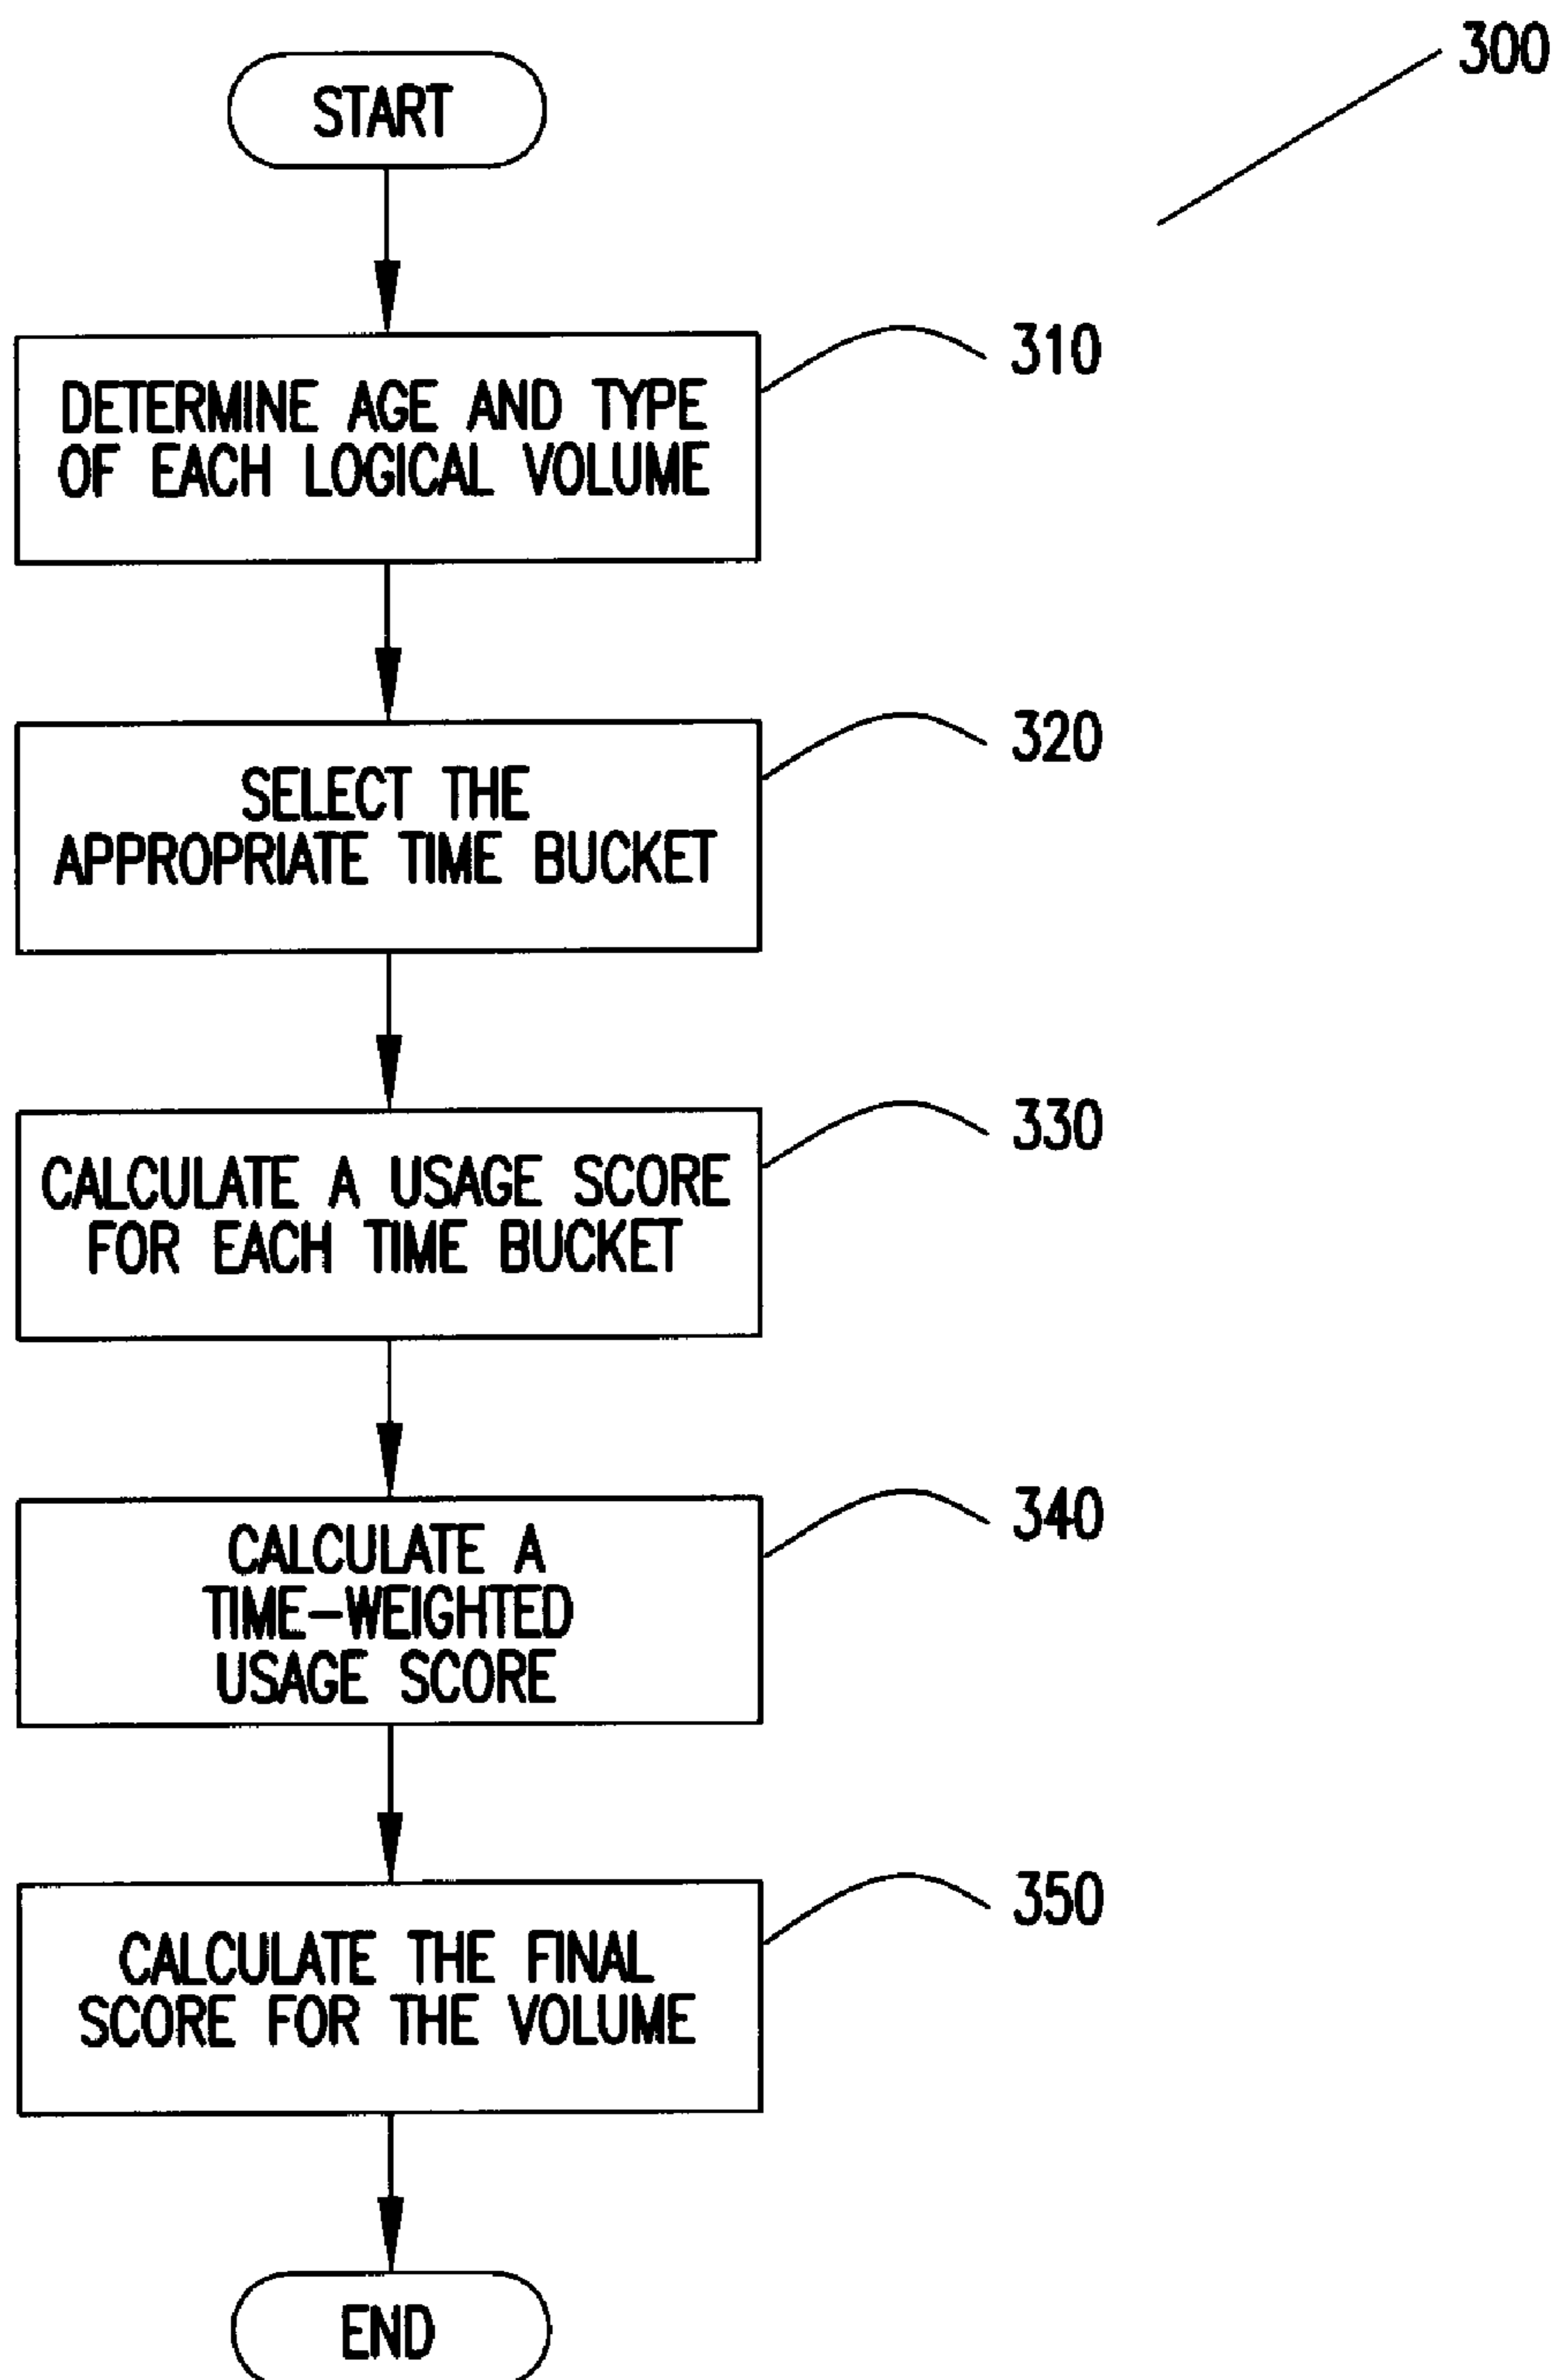 300
START
310
DETERMINE AGE AND TYPE
OF EACH LOGICAL VOLUME
320
SELECT THE
APPROPRIATE TIME BUCKET
330
CALCULATE A USAGE SCORE
FOR EACH TIME BUCKET
340
CALCULATE A
TIME-WEIGHTED
USAGE SCORE
350
CALCULATE THE FINAL
SCORE FOR THE VOLUME
END